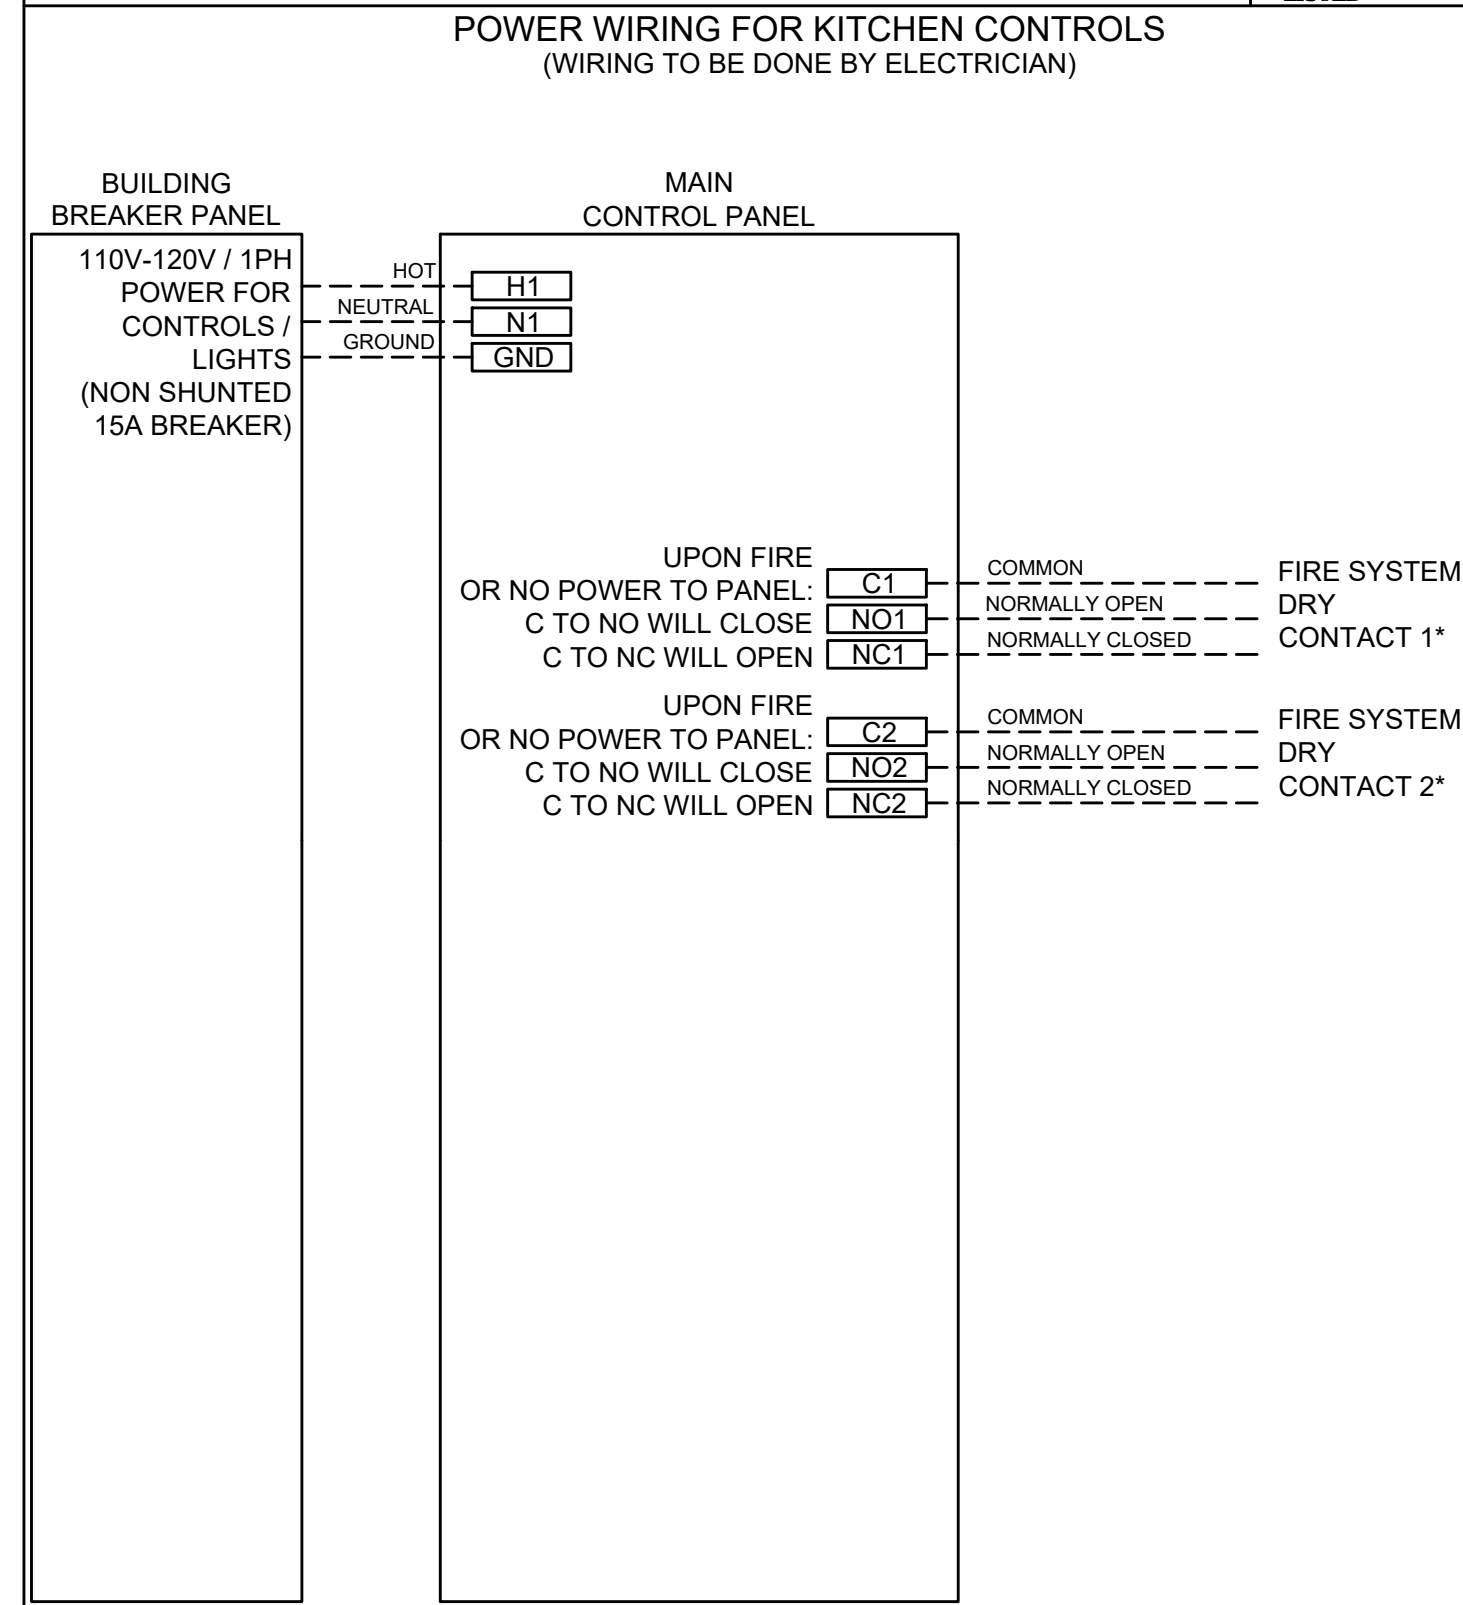 POWER WIRING FOR KITCHEN CONTROLS
(WIRING TO BE DONE BY ELECTRICIAN)
BUILDING
BREAKER PANEL
110V-120V / 1PH
POWER FOR
CONTROLS /
LIGHTS
(NON SHUNTED
15A BREAKER)
HOT
NEUTRAL
GROUND
MAIN
CONTROL PANEL
H1
N1
GND
UPON FIRE
OR NO POWER TO PANEL:
C TO NO WILL CLOSE
C TO NC WILL OPEN
C1
NO1
NC1
COMMON
NORMALLY OPEN
NORMALLY CLOSED
FIRE SYSTEM
DRY
CONTACT 1*
UPON FIRE
OR NO POWER TO PANEL:
C TO NO WILL CLOSE
C TO NC WILL OPEN
C2
NO2
NC2
COMMON
NORMALLY OPEN
NORMALLY CLOSED
FIRE SYSTEM
DRY
CONTACT 2*